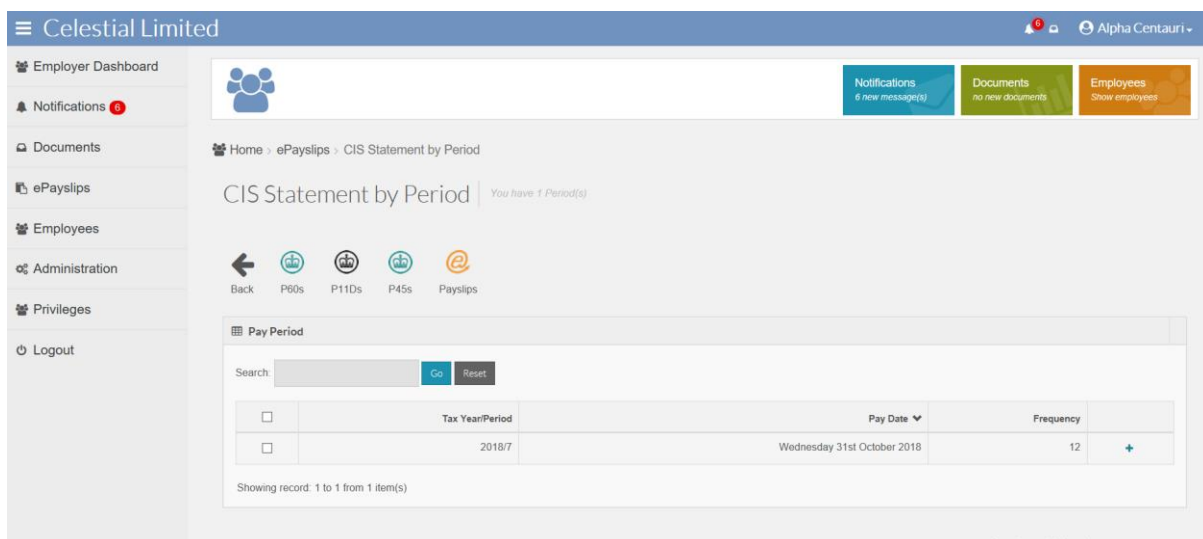 Celestial Limited
6
Alpha Centauri
Employer Dashboard
Notifications 6
Documents
ePayslips
Employees
Administration
Privileges
Logout
Notifications
6 new message(s)
Documents
no new documents
Employees
Show employees
Home > ePayslips > CIS Statement by Period
CIS Statement by Period You have 1 Period(s)
Back P60s P11Ds P45s Payslips
Pay Period
Search: Go Reset
Tax Year/Period Pay Date Frequency
2018/7 Wednesday 31st October 2018 12
Showing record: 1 to 1 from 1 item(s)